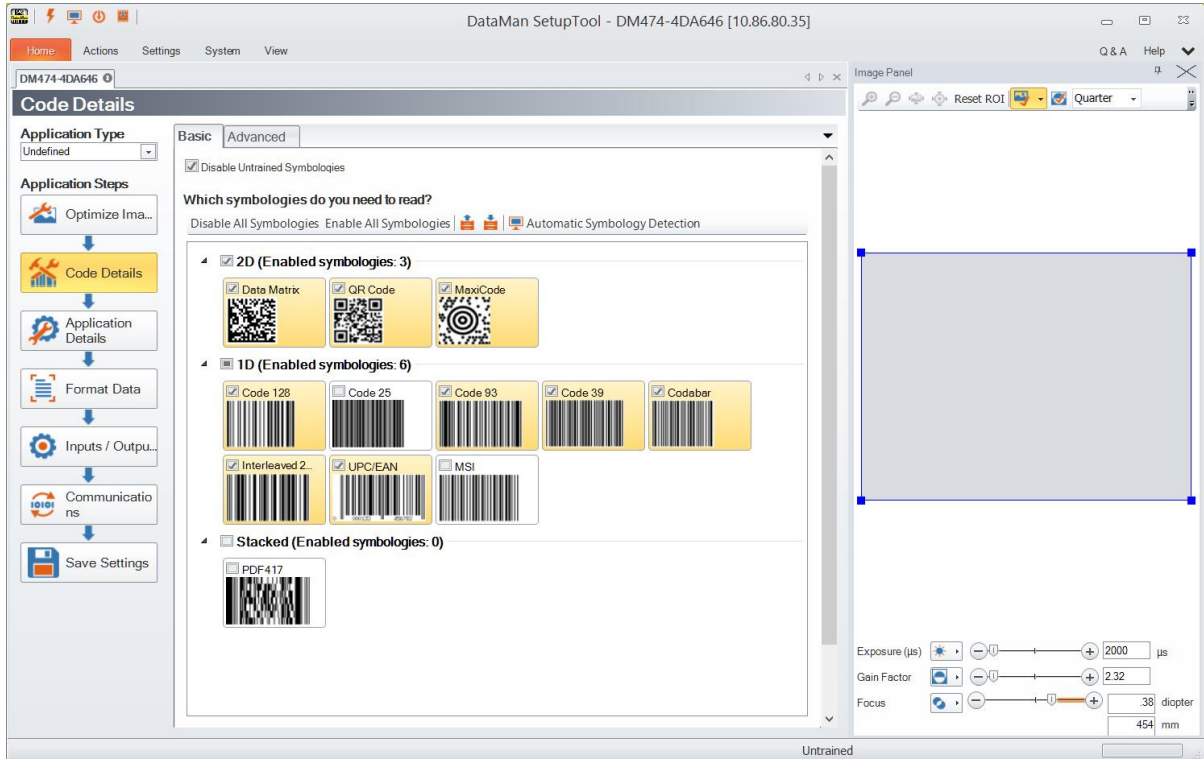 DataMan SetupTool - DM474-4DA646 [10.86.80.35]
Home Actions Settings System View Q & A Help
DM474-4DA646
Code Details
Application Type
Undefined
Application Steps
Optimize Ima...
Code Details
Application
Details
Format Data
Inputs / Outpu...
Communicatio
ns
Save Settings
Basic Advanced
Disable Untrained Symbologies
Which symbologies do you need to read?
Disable All Symbologies Enable All Symbologies Automatic Symbology Detection
2D (Enabled symbologies: 3)
Data Matrix QR Code MaxiCode
1D (Enabled symbologies: 6)
Code 128 Code 25 Code 93 Code 39 Codabar
Interleaved 2... UPC/EAN MSI
Stacked (Enabled symbologies: 0)
PDF417
Image Panel
Reset ROI Quarter
Exposure (µs) 2000 µs
Gain Factor 2.32
Focus .38 diopter
454 mm
Untrained